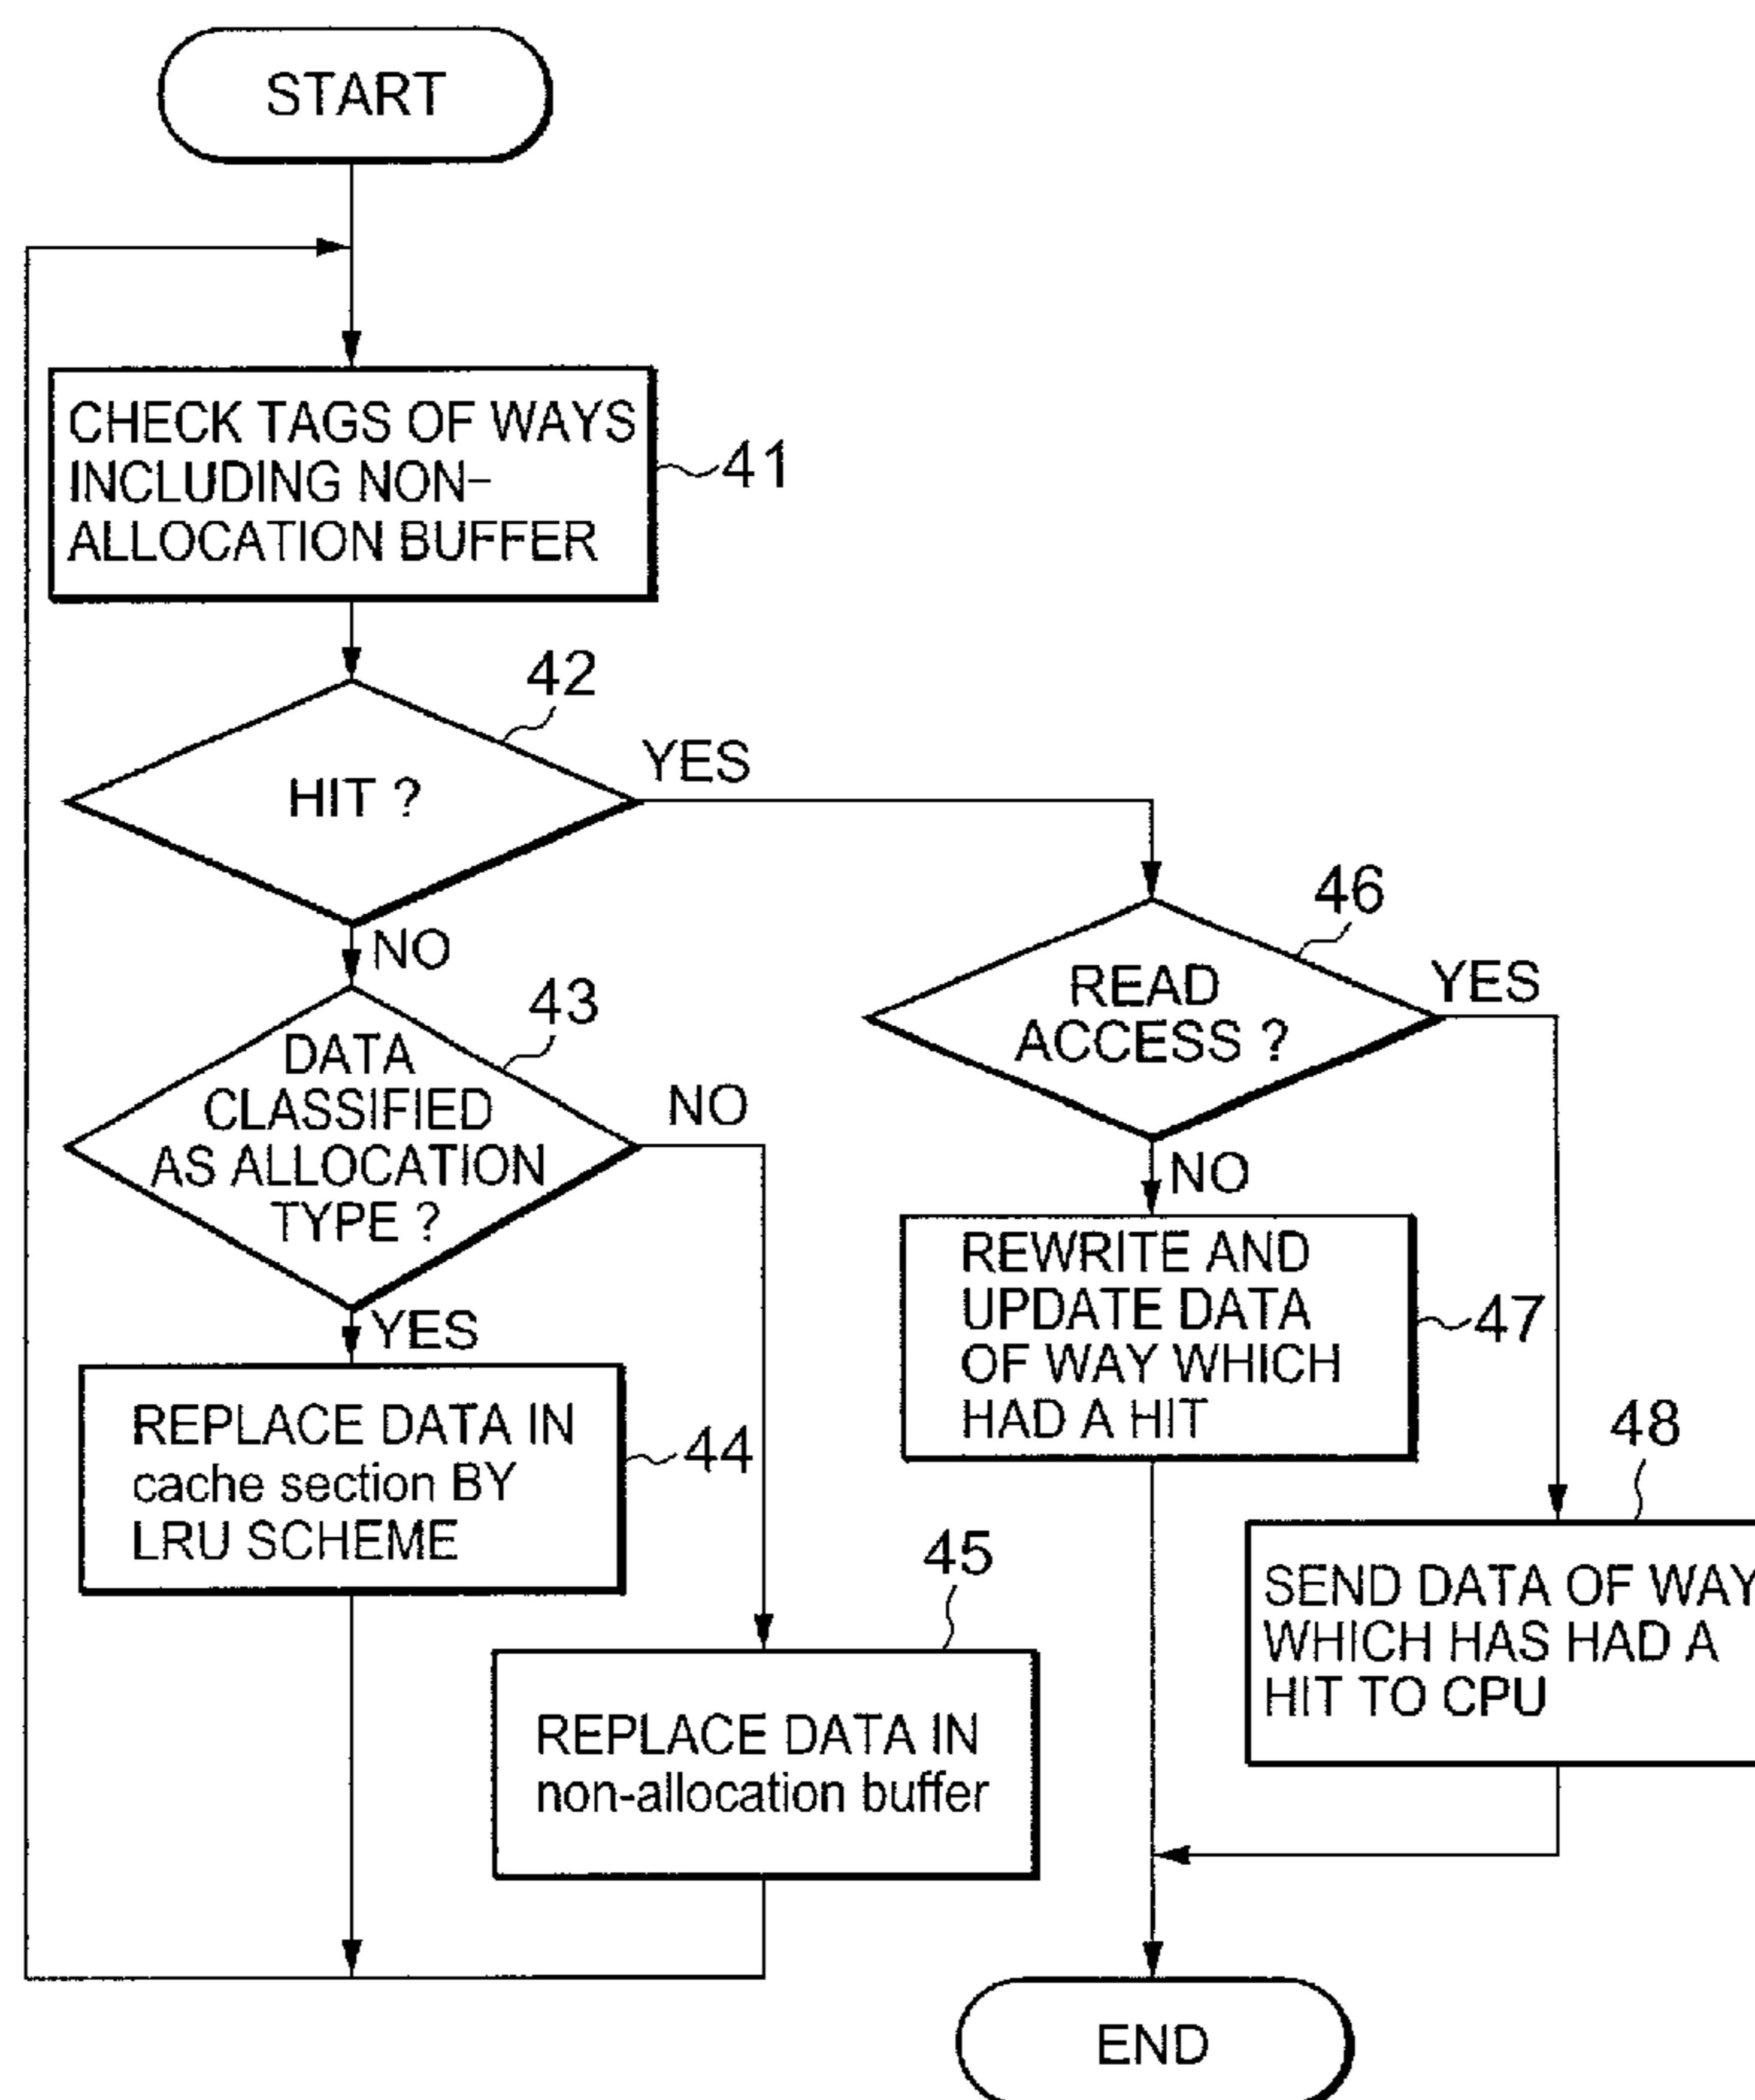 START
CHECK TAGS OF WAYS
INCLUDING NON-
ALLOCATION BUFFER
41
42
HIT ?
YES
NO
43
DATA
CLASSIFIED
AS ALLOCATION
TYPE ?
NO
YES
REPLACE DATA IN
cache section BY
LRU SCHEME
44
45
REPLACE DATA IN
non-allocation buffer
46
READ
ACCESS ?
YES
NO
REWRITE AND
UPDATE DATA
OF WAY WHICH
HAD A HIT
47
48
SEND DATA OF WAY
WHICH HAS HAD A
HIT TO CPU
END